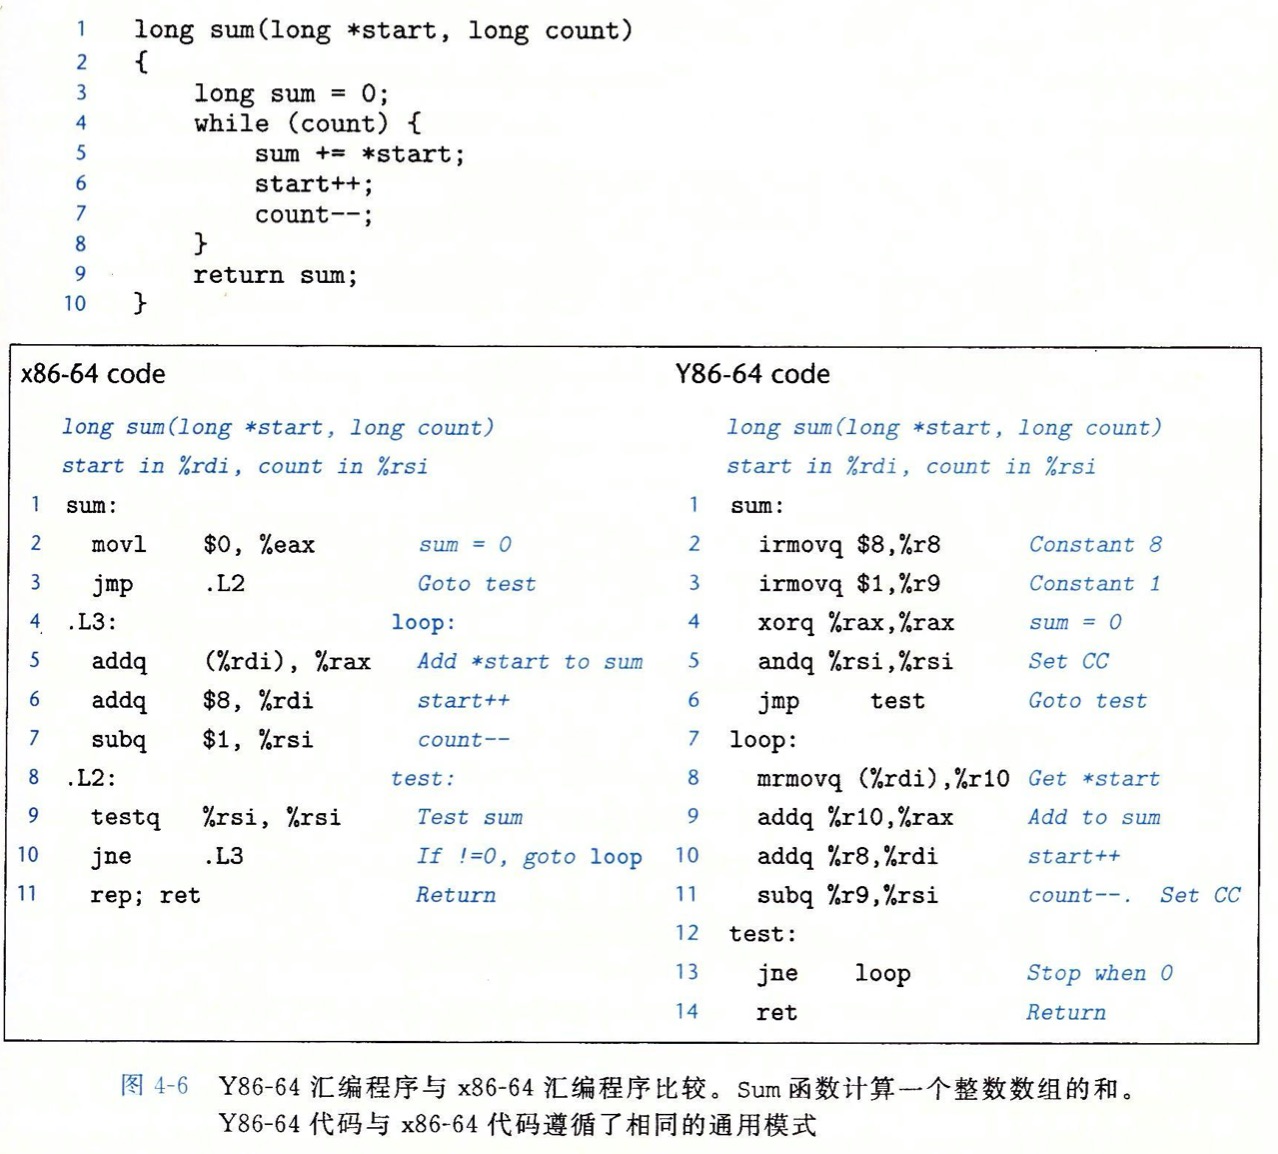 1 long sum(long *start, long count)
2 {
3 long sum = 0;
4 while (count) {
5 sum += *start;
6 start++;
7 count--;
8 }
9 return sum;
10 }
x86-64 code
long sum(long *start, long count)
start in %rdi, count in %rsi
1 sum:
2 movl $0, %eax sum = 0
3 jmp .L2 Goto test
4 .L3: loop:
5 addq (%rdi), %rax Add *start to sum
6 addq $8, %rdi start++
7 subq $1, %rsi count--
8 .L2: test:
9 testq %rsi, %rsi Test sum
10 jne .L3 If !=0, goto loop
11 rep; ret Return
Y86-64 code
long sum(long *start, long count)
start in %rdi, count in %rsi
1 sum:
2 irmovq $8,%r8 Constant 8
3 irmovq $1,%r9 Constant 1
4 xorq %rax,%rax sum = 0
5 andq %rsi,%rsi Set CC
6 jmp test Goto test
7 loop:
8 mrmovq (%rdi),%r10 Get *start
9 addq %r10,%rax Add to sum
10 addq %r8,%rdi start++
11 subq %r9,%rsi count--. Set CC
12 test:
13 jne loop Stop when 0
14 ret Return
图 4-6 Y86-64 汇编程序与 x86-64 汇编程序比较。Sum 函数计算一个整数数组的和。
Y86-64 代码与 x86-64 代码遵循了相同的通用模式